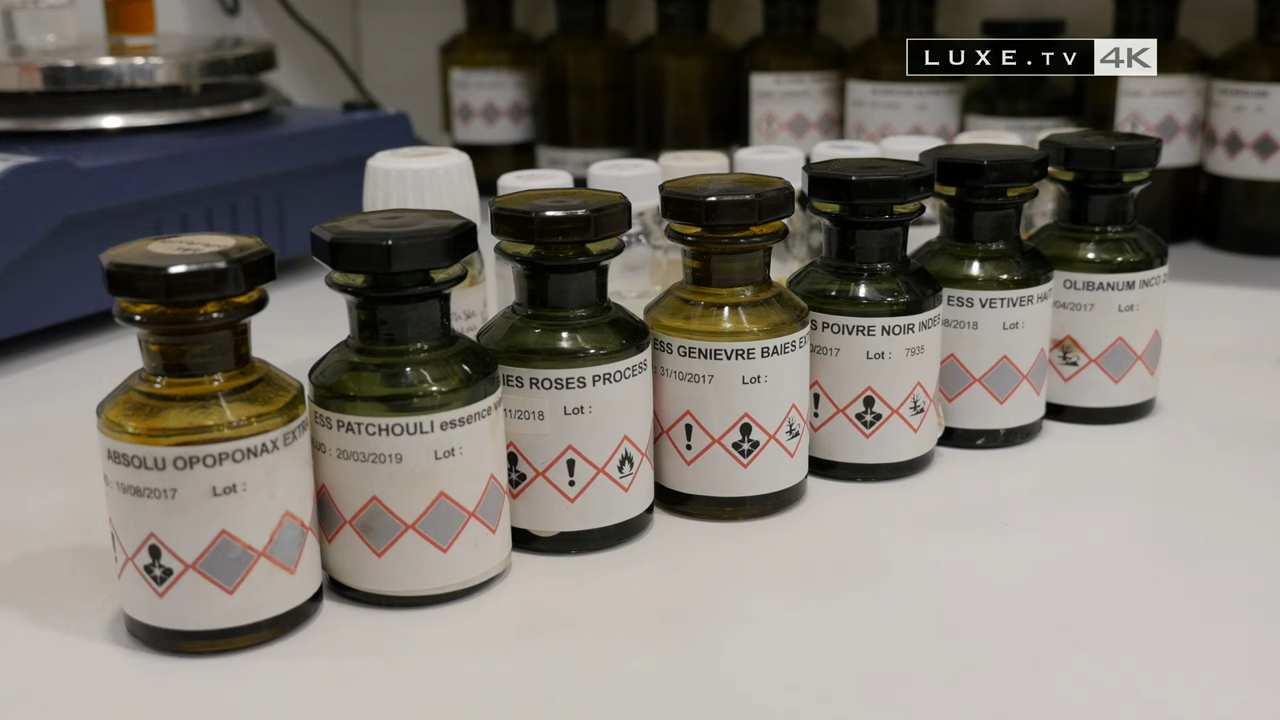 LUXE.TV 4K
ABSOLU OPOPONAX EXTRA
: 19/08/2017 Lot :
ESS PATCHOULI essence
: 20/03/2019 Lot :
IES ROSES PROCESS
11/2018 Lot :
ESS GENIEVRE BAIES EX
: 31/10/2017 Lot :
S POIVRE NOIR INDES
/2017 Lot : 7935
ESS VETIVER HAI
8/2018 Lot :
OLIBANUM INCO
04/2017 Lot :